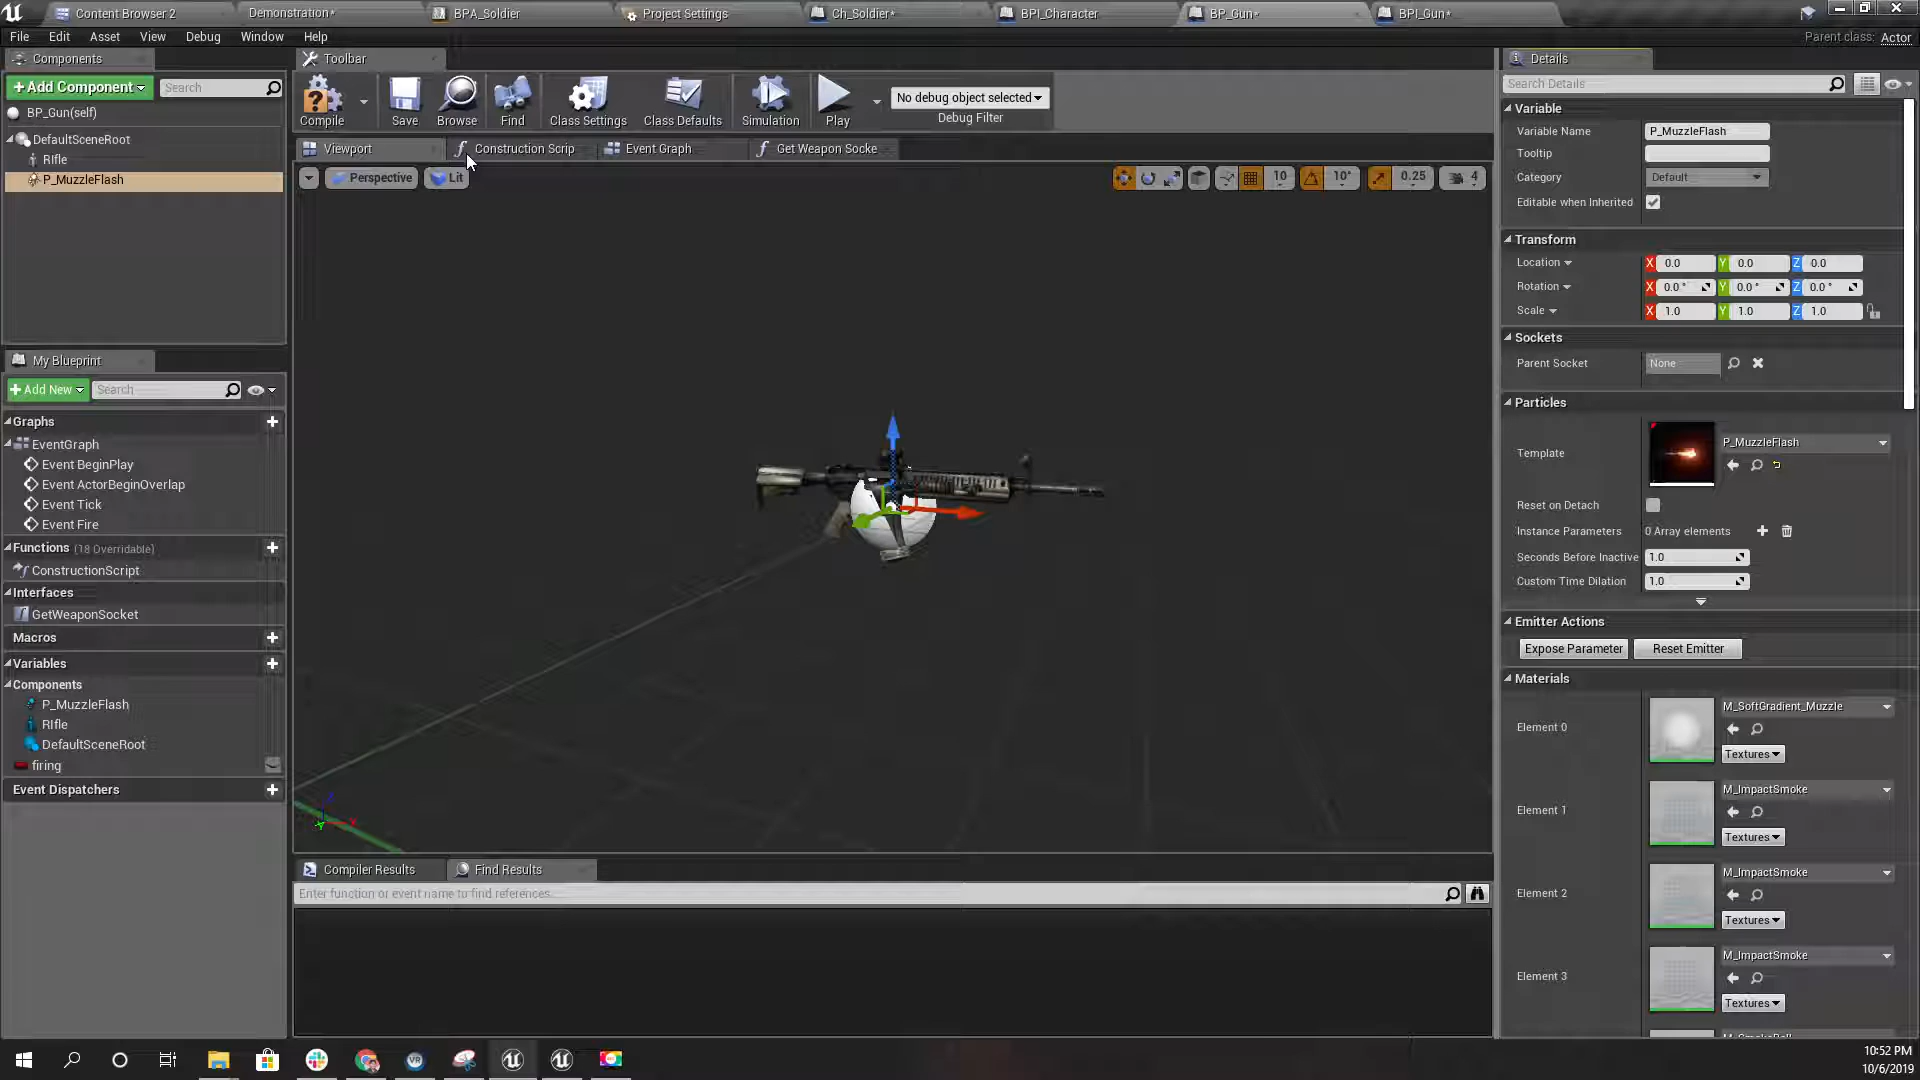 Content Browser 2
Demonstration*
BPA_Soldier
Project Settings
Ch_Soldier*
BPI_Character
BP_Gun*
BPI_Gun*
File Edit Asset View Debug Window Help
Parent class: Actor
Components
+Add Component
Search
BP_Gun(self)
DefaultSceneRoot
RIfle
P_MuzzleFlash
Toolbar
Compile
Save
Browse
Find
Class Settings
Class Defaults
Simulation
Play
No debug object selected
Debug Filter
Viewport
Construction Scrip
Event Graph
Get Weapon Socke
Perspective
Lit
10
10°
0.25
4
My Blueprint
+Add New
Search
Graphs
EventGraph
Event BeginPlay
Event ActorBeginOverlap
Event Tick
Event Fire
Functions (18 Overridable)
ConstructionScript
Interfaces
GetWeaponSocket
Macros
Variables
Components
P_MuzzleFlash
RIfle
DefaultSceneRoot
firing
Event Dispatchers
Compiler Results
Find Results
Enter function or event name to find references...
Details
Search Details
Variable
Variable Name P_MuzzleFlash
Tooltip
Category Default
Editable when Inherited
Transform
Location X 0.0 Y 0.0 Z 0.0
Rotation X 0.0 ° Y 0.0 ° Z 0.0 °
Scale X 1.0 Y 1.0 Z 1.0
Sockets
Parent Socket None
Particles
Template P_MuzzleFlash
Reset on Detach
Instance Parameters 0 Array elements
Seconds Before Inactive 1.0
Custom Time Dilation 1.0
Emitter Actions
Expose Parameter
Reset Emitter
Materials
Element 0 M_SoftGradient_Muzzle
Textures
Element 1 M_ImpactSmoke
Textures
Element 2 M_ImpactSmoke
Textures
Element 3 M_ImpactSmoke
Textures
10:52 PM
10/6/2019